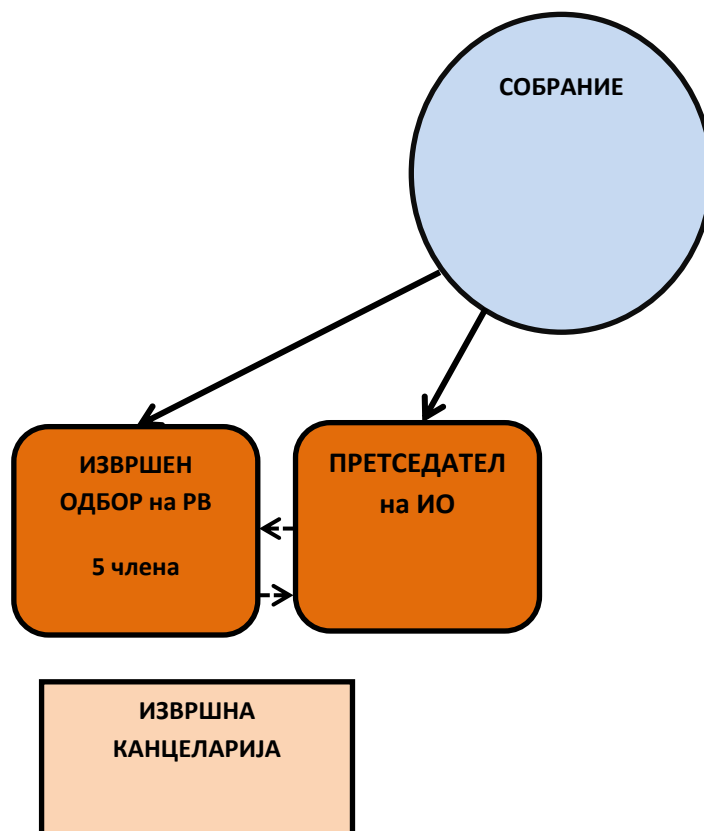 СОБРАНИЕ
ИЗВРШЕН
ОДБОР на РВ
5 члена
ПРЕТСЕДАТЕЛ
на ИО
ИЗВРШНА
КАНЦЕЛАРИЈА